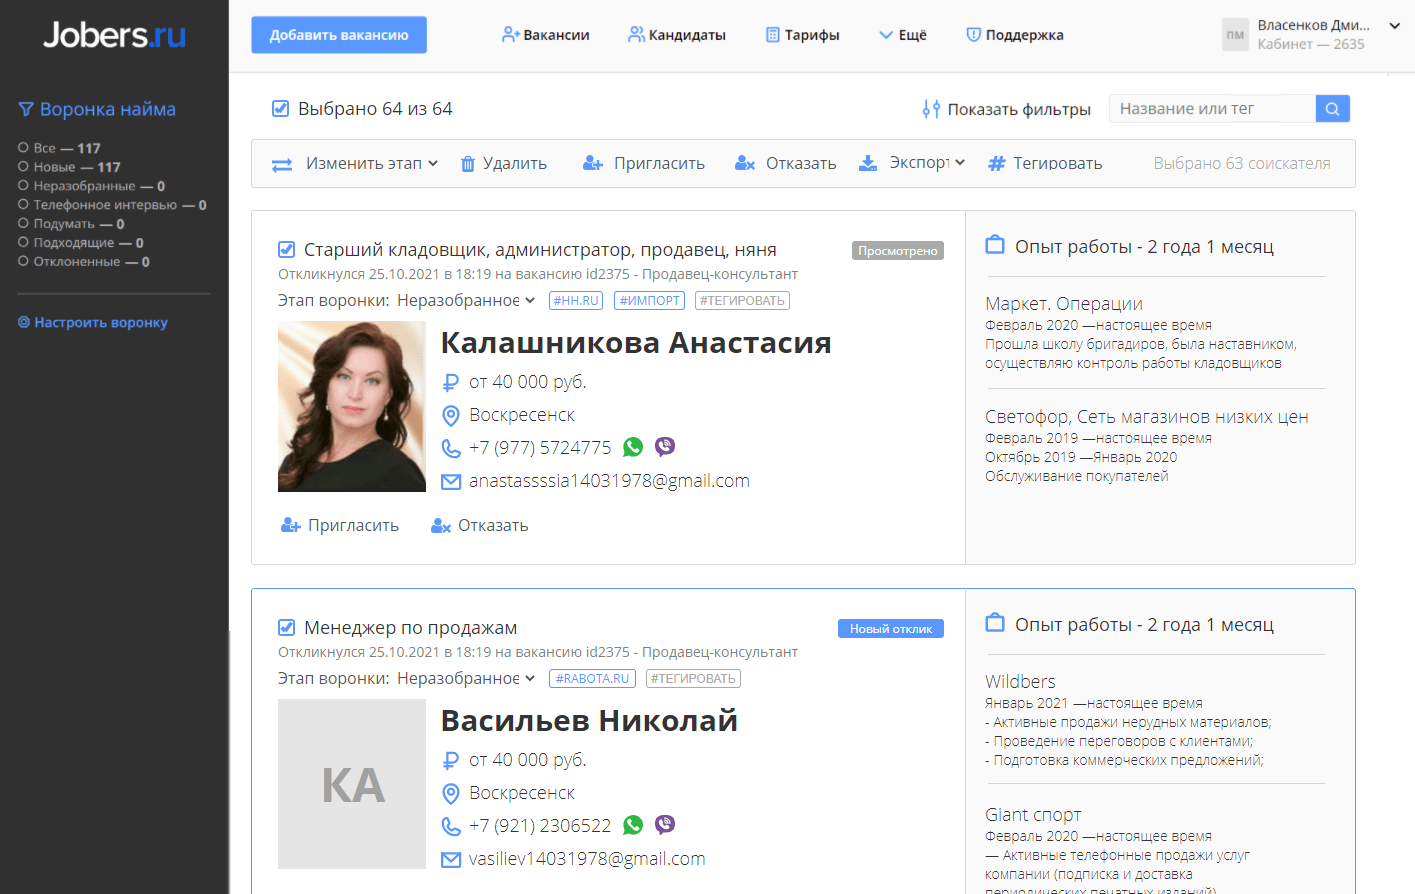 Jobers.ru
Добавить вакансию
Вакансии
Кандидаты
Тарифы
Ещё
Поддержка
ПМ
Власенков Дми...
Кабинет — 2635
Воронка найма
Все — 117
Новые — 117
Неразобранные — 0
Телефонное интервью — 0
Подумать — 0
Подходящие — 0
Отклоненные — 0
Настроить воронку
Выбрано 64 из 64
Показать фильтры
Название или тег
Изменить этап
Удалить
Пригласить
Отказать
Экспорт
Тегировать
Выбрано 63 соискателя
Старший кладовщик, администратор, продавец, няня
Просмотрено
Откликнулся 25.10.2021 в 18:19 на вакансию id2375 - Продавец-консультант
Этап воронки: Неразобранное #HH.RU #ИМПОРТ #ТЕГИРОВАТЬ
Калашникова Анастасия
от 40 000 руб.
Воскресенск
+7 (977) 5724775
anastassssia14031978@gmail.com
Пригласить
Отказать
Опыт работы - 2 года 1 месяц
Маркет. Операции
Февраль 2020 —настоящее время
Прошла школу бригадиров, была наставником,
осуществляю контроль работы кладовщиков
Светофор, Сеть магазинов низких цен
Февраль 2019 —настоящее время
Октябрь 2019 —Январь 2020
Обслуживание покупателей
Менеджер по продажам
Новый отклик
Откликнулся 25.10.2021 в 18:19 на вакансию id2375 - Продавец-консультант
Этап воронки: Неразобранное #RABOTA.RU #ТЕГИРОВАТЬ
КА
Васильев Николай
от 40 000 руб.
Воскресенск
+7 (921) 2306522
vasiliev14031978@gmail.com
Опыт работы - 2 года 1 месяц
Wildbers
Январь 2021 —настоящее время
- Активные продажи нерудных материалов;
- Проведение переговоров с клиентами;
- Подготовка коммерческих предложений;
Giant спорт
Февраль 2020 —настоящее время
— Активные телефонные продажи услуг
компании (подписка и доставка
периодических печатных изданий)